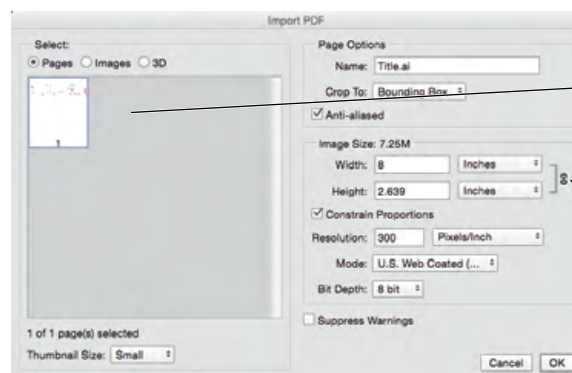 Import PDF
Select:
Pages Images 3D
1
1 of 1 page(s) selected
Thumbnail Size: Small
Page Options
Name: Title.ai
Crop To: Bounding Box
Anti-aliased
Image Size: 7.25M
Width: 8 Inches
Height: 2.639 Inches
Constrain Proportions
Resolution: 300 Pixels/Inch
Mode: U.S. Web Coated (...
Bit Depth: 8 bit
Suppress Warnings
Cancel OK